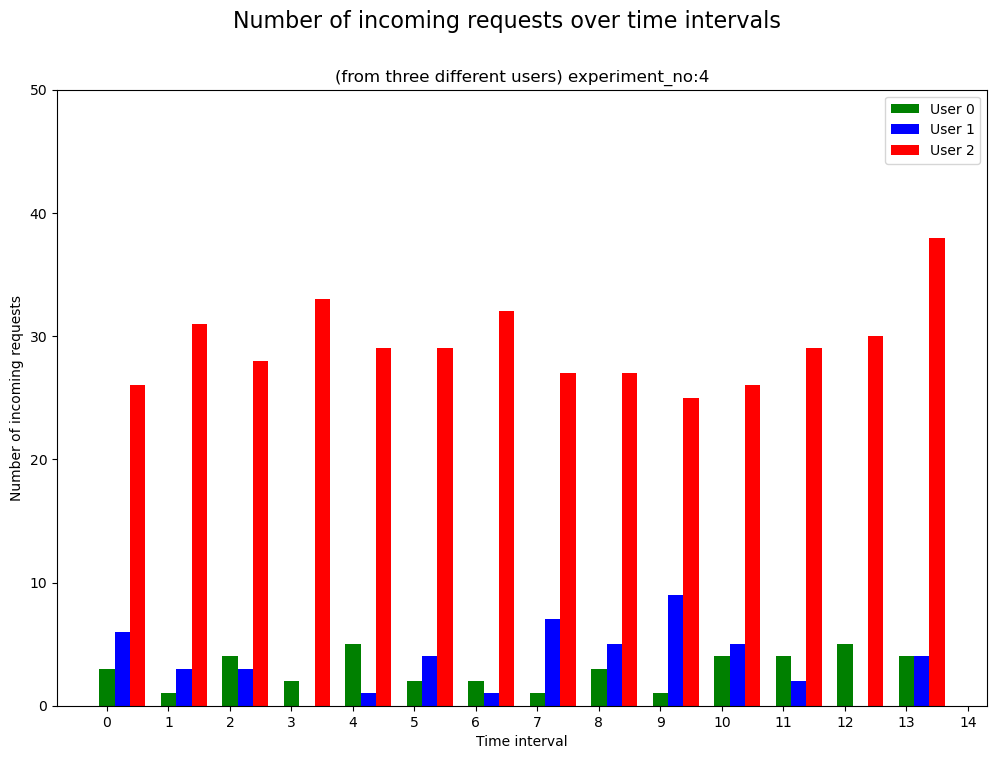 Number of incoming requests over time intervals
(from three different users) experiment_no:4
User 0
User 1
User 2
Number of incoming requests
50
40
30
20
10
0
0 1 2 3 4 5 6 7 8 9 10 11 12 13 14
Time interval